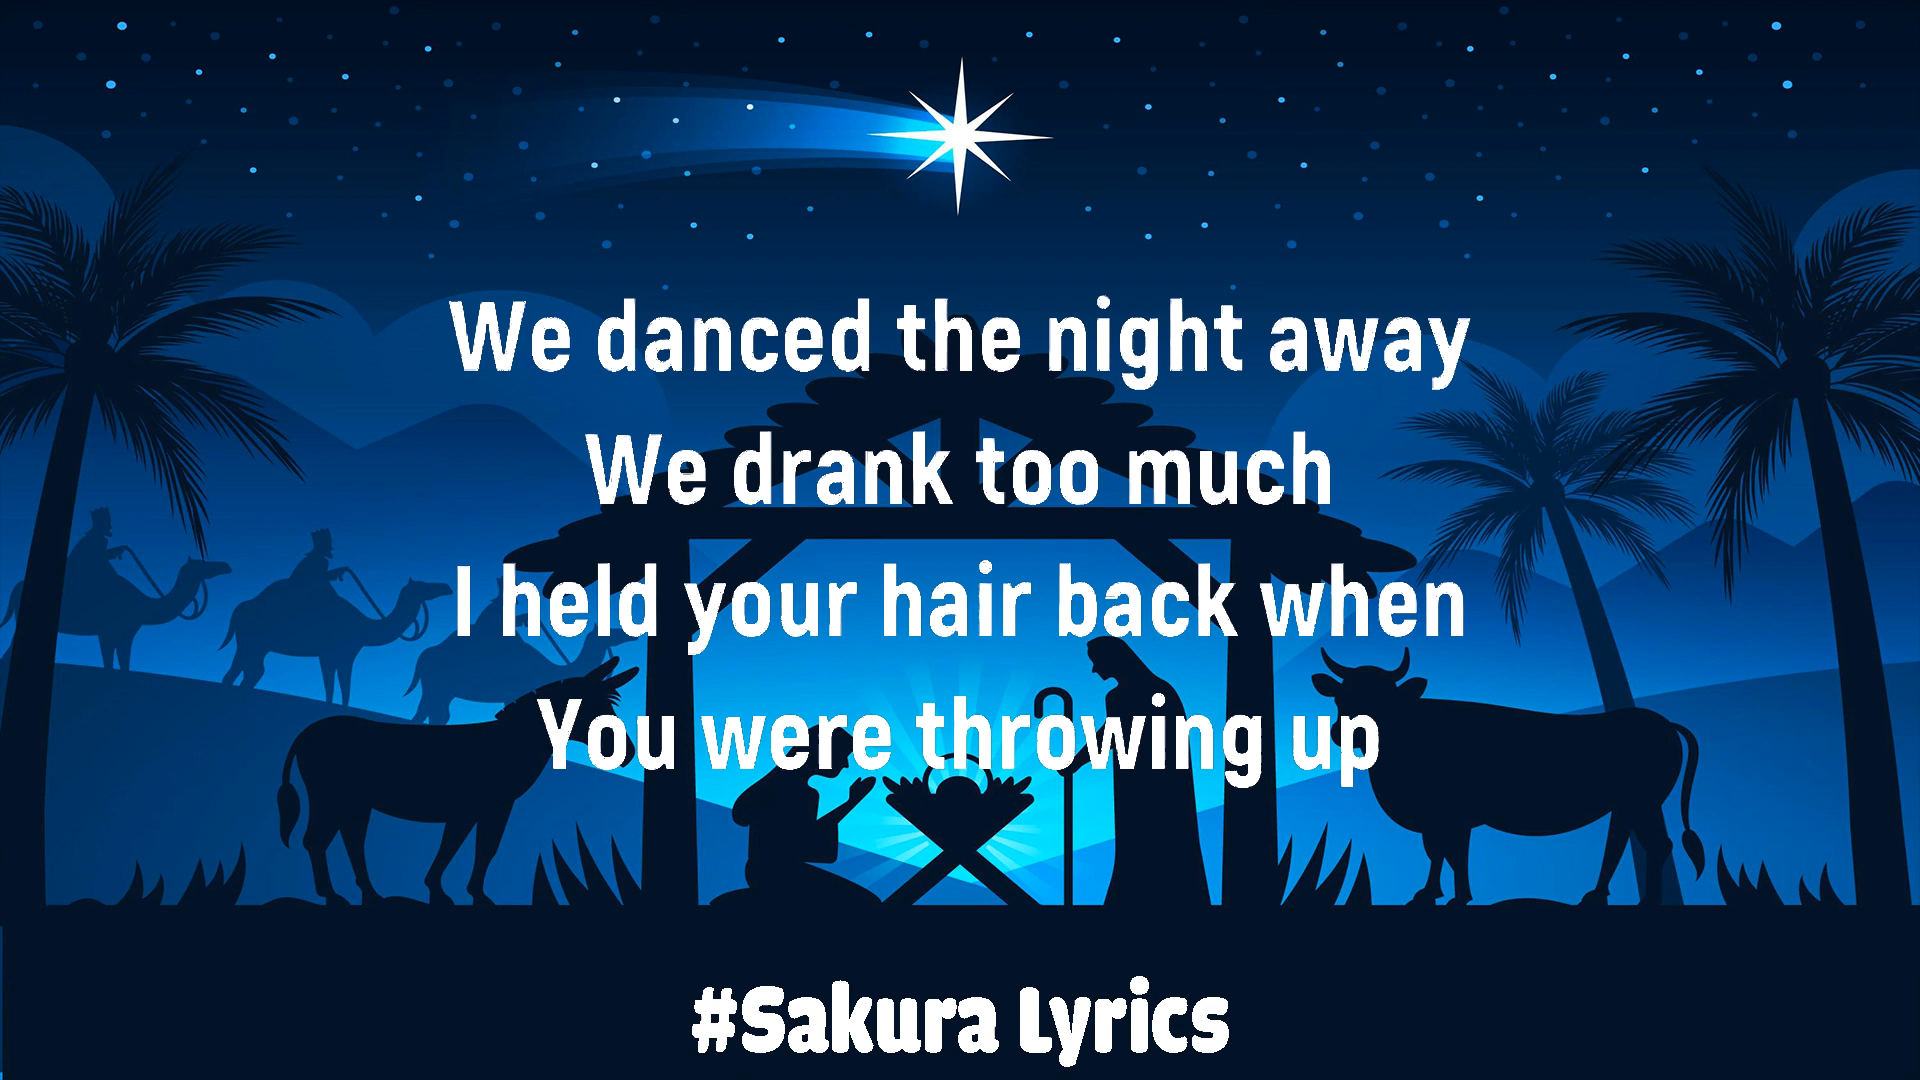 We danced the night away
We drank too much
I held your hair back when
You were throwing up
#Sakura Lyrics